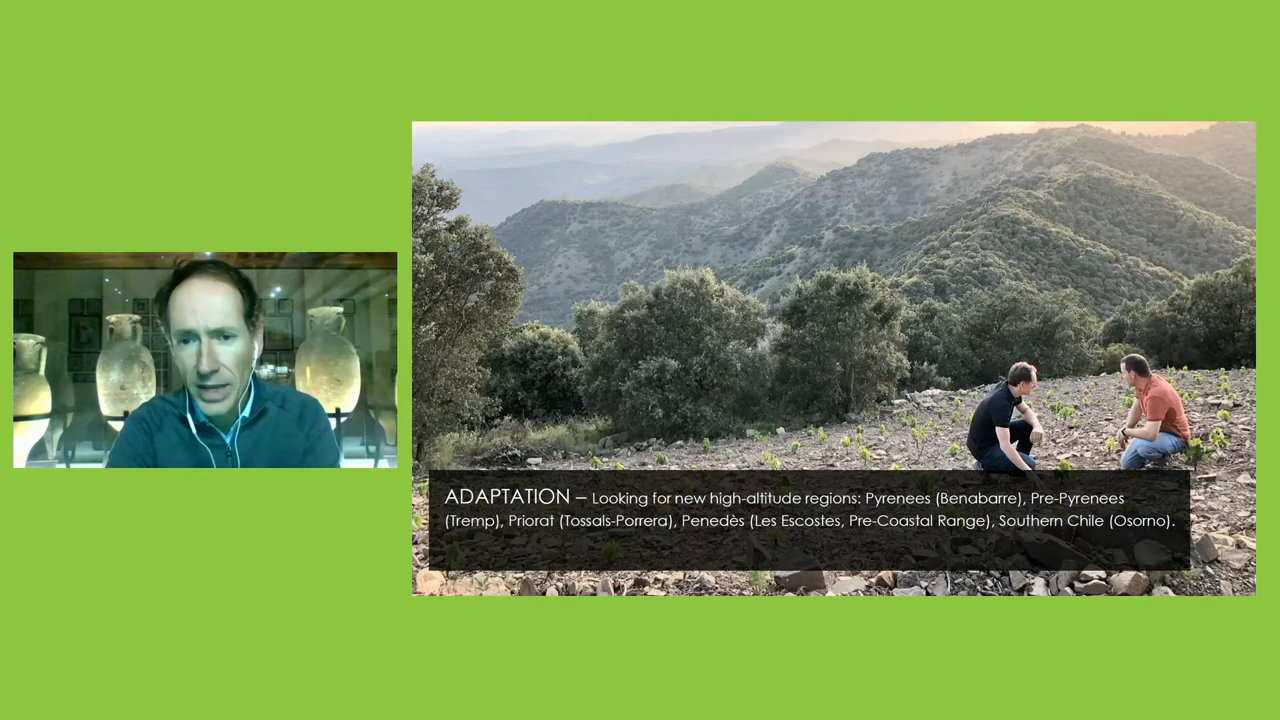 ADAPTATION – Looking for new high-altitude regions: Pyrenees (Benabarre), Pre-Pyrenees
(Tremp), Priorat (Tossals-Porrera), Penedès (Les Escostes, Pre-Coastal Range), Southern Chile (Osorno).